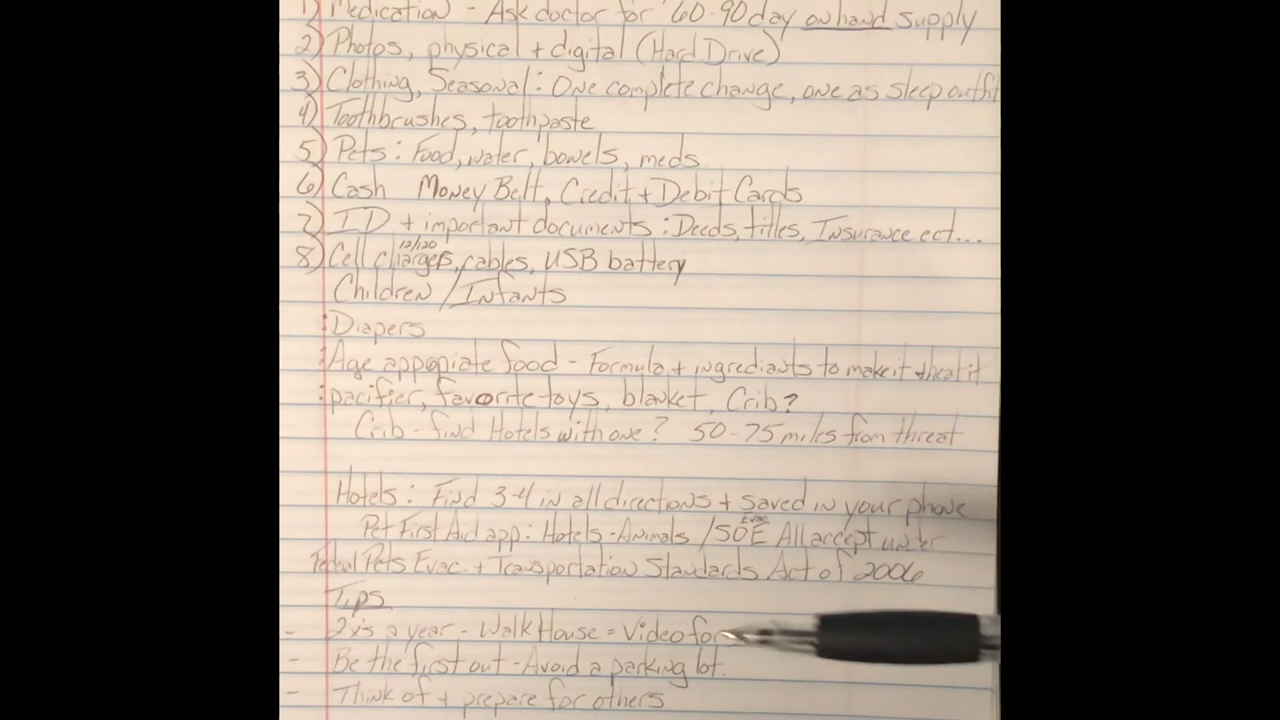 1) Medication - Ask doctor for 60-90 day on hand supply
2) Photos, physical + digital (Hard Drive)
3) Clothing, Seasonal: One complete change, one as sleep outfit
4) Toothbrushes, toothpaste
5) Pets: Food, water, bowels, meds
6) Cash Money Belt, Credit + Debit Cards
7) ID + important documents: Deeds, titles, Insurance ect...
12/120
8) Cell chargers, cables, USB battery
Children / Infants
: Diapers
: Age appopiate food - Formula + ingrediants to make it + heat it
: pacifier, favorite toys, blanket, Crib?
Crib - find Hotels with one? 50-75 miles from threat
Hotels: Find 3-4 in all directions + saved in your phone
Pet First Aid app: Hotels - Animals / SOE All accept under
Pets Evac. + Transportation Standards Act of 2006
Tips
- 2x's a year - Walk House = Video for
- Be the first out - Avoid a parking lot.
- Think of + prepare for others